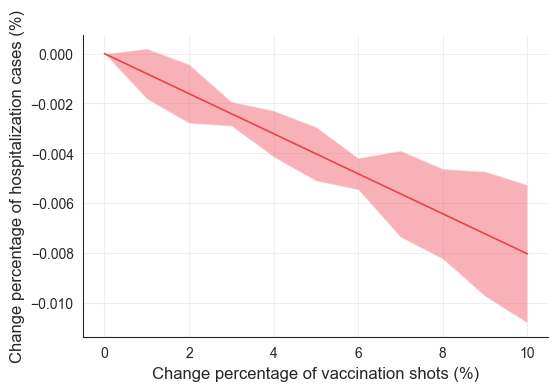 Change percentage of hospitalization cases (%)
0.000
−0.002
−0.004
−0.006
−0.008
−0.010
0 2 4 6 8 10
Change percentage of vaccination shots (%)